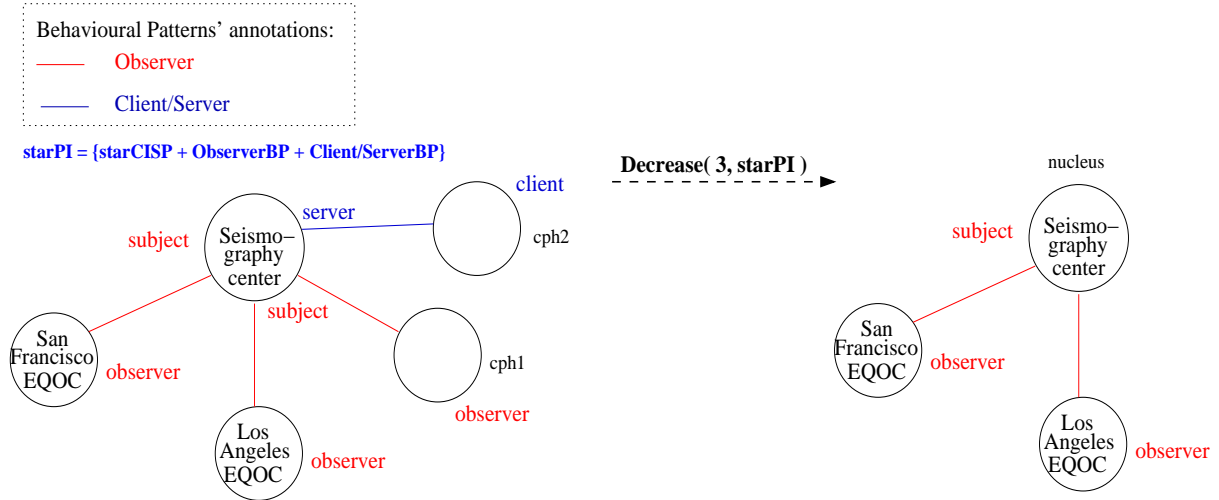 Behavioural Patterns' annotations:
Observer
Client/Server
starPI = {starCISP + ObserverBP + Client/ServerBP}
Decrease( 3, starPI )
client
server
cph2
subject
Seismo−
graphy
center
subject
San
Francisco
EQOC
observer
cph1
observer
Los
Angeles
EQOC
observer
nucleus
subject
Seismo−
graphy
center
San
Francisco
EQOC
observer
Los
Angeles
EQOC
observer